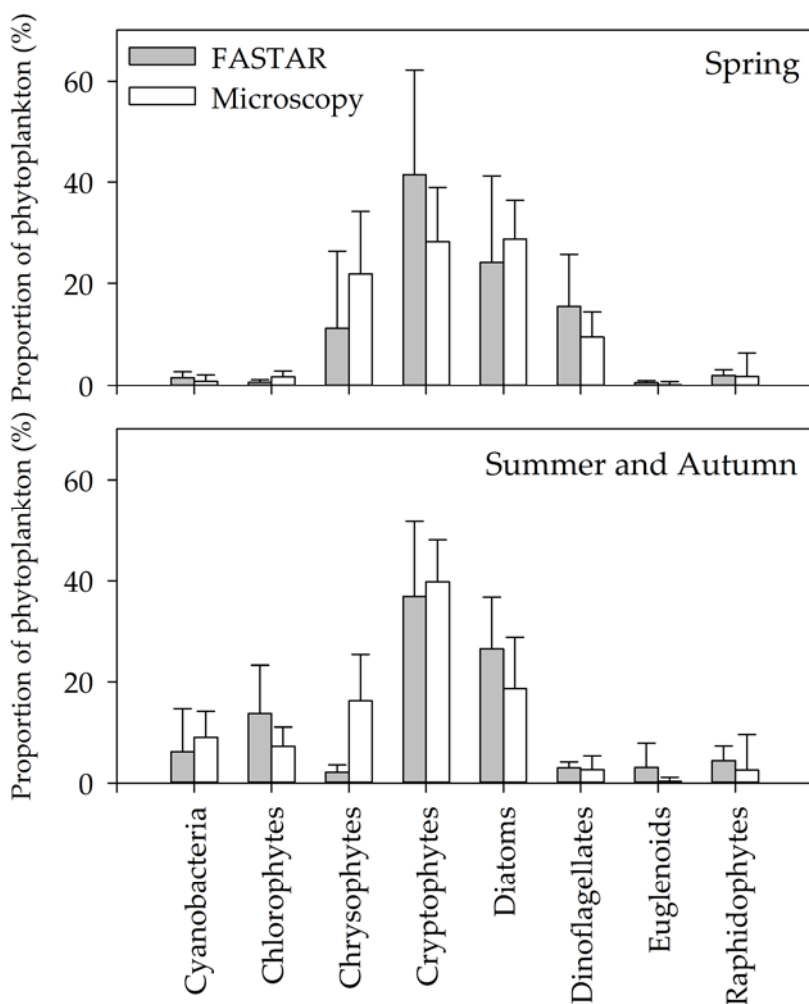 Proportion of phytoplankton (%)
60
40
20
0
FASTAR
Microscopy
Spring
Proportion of phytoplankton (%)
60
40
20
0
Summer and Autumn
Cyanobacteria
Chlorophytes
Chrysophytes
Cryptophytes
Diatoms
Dinoflagellates
Euglenoids
Raphidophytes